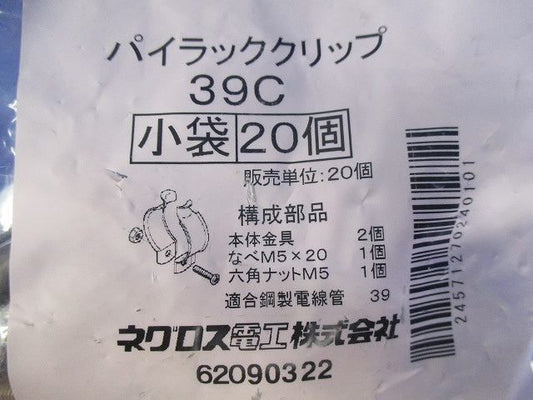 パイラッククリップ
39C
小袋 20個
販売単位:20個
構成部品
本体金具 2個
なべM5×20 1個
六角ナットM5 1個
適合鋼製電線管 39
ネグロス電工株式会社
62090322
2457127024 0101